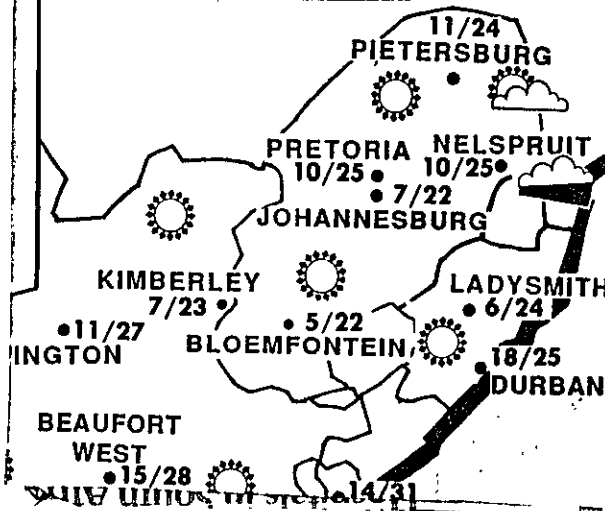 11/24
PIETERSBURG
PRETORIA
10/25
NELSPRUIT
10/25
7/22
JOHANNESBURG
KIMBERLEY
7/23
LADYSMITH
6/24
11/27
INGTON
5/22
BLOEMFONTEIN
18/25
DURBAN
BEAUFORT
WEST
15/28
14/31